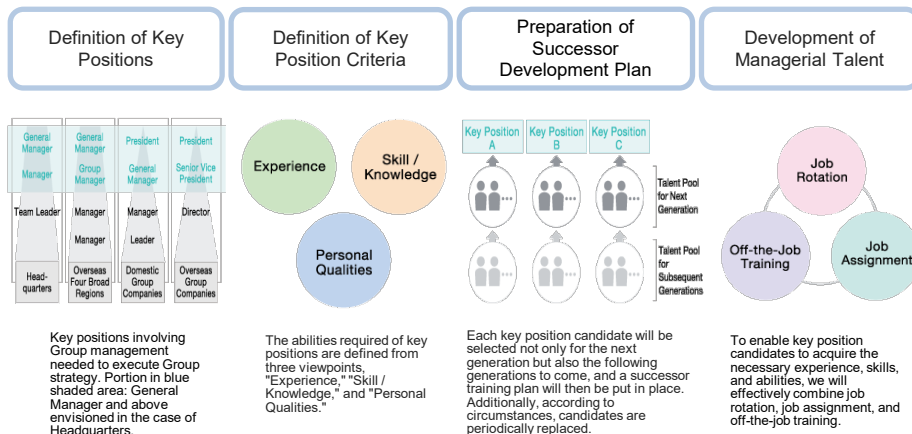 Definition of Key
Positions
Definition of Key
Position Criteria
Preparation of
Successor
Development Plan
Development of
Managerial Talent
General
Manager
Manager
Team Leader
Head-
quarters
General
Manager
Group
Manager
Manager
Manager
Overseas
Four Broad
Regions
President
General
Manager
Manager
Leader
Domestic
Group
Companies
President
Senior Vice
President
Director
Overseas
Group
Companies
Key positions involving
Group management
needed to execute Group
strategy. Portion in blue
shaded area: General
Manager and above
envisioned in the case of
Headquarters.
Experience
Skill /
Knowledge
Personal
Qualities
The abilities required of key
positions are defined from
three viewpoints,
"Experience," "Skill /
Knowledge," and "Personal
Qualities."
Key Position
A
Key Position
B
Key Position
C
Talent Pool
for Next
Generation
Talent Pool
for
Subsequent
Generations
Each key position candidate will be
selected not only for the next
generation but also the following
generations to come, and a successor
training plan will then be put in place.
Additionally, according to
circumstances, candidates are
periodically replaced.
Job
Rotation
Off-the-Job
Training
Job
Assignment
To enable key position
candidates to acquire the
necessary experience, skills,
and abilities, we will
effectively combine job
rotation, job assignment, and
off-the-job training.